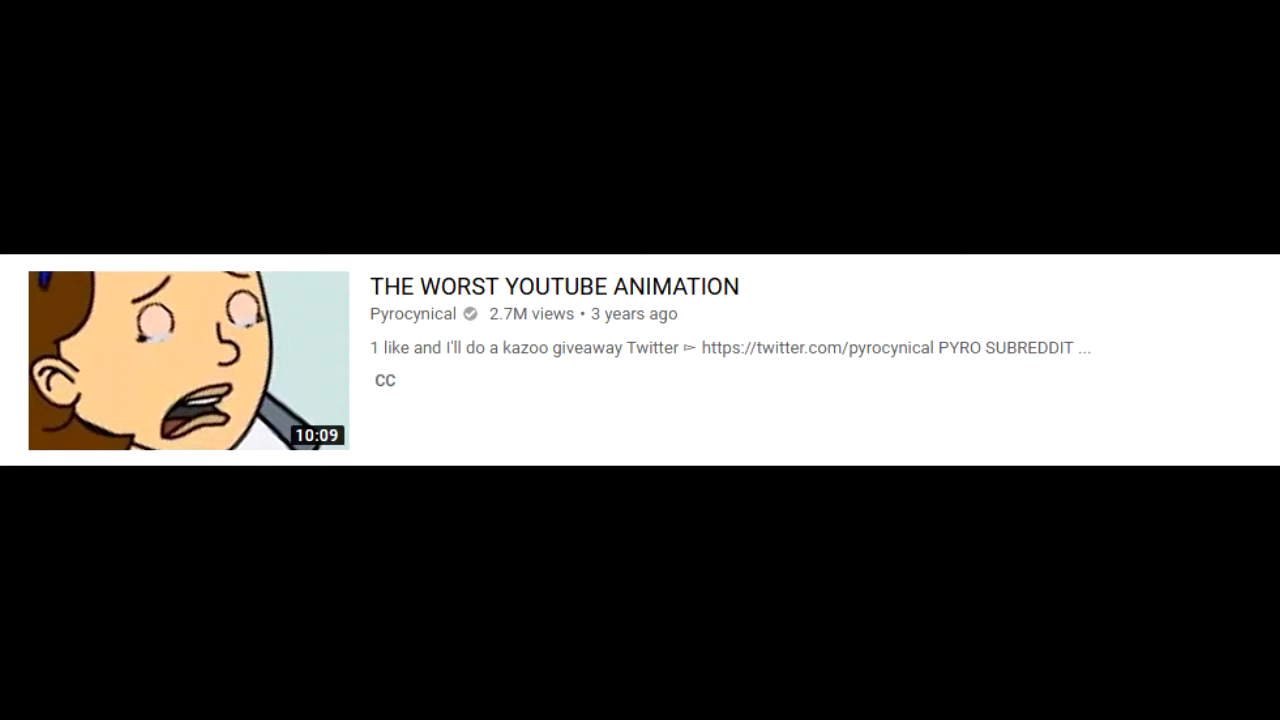 THE WORST YOUTUBE ANIMATION
Pyrocynical 2.7M views • 3 years ago
1 like and I'll do a kazoo giveaway Twitter ➻ https://twitter.com/pyrocynical PYRO SUBREDDIT ...
CC
10:09